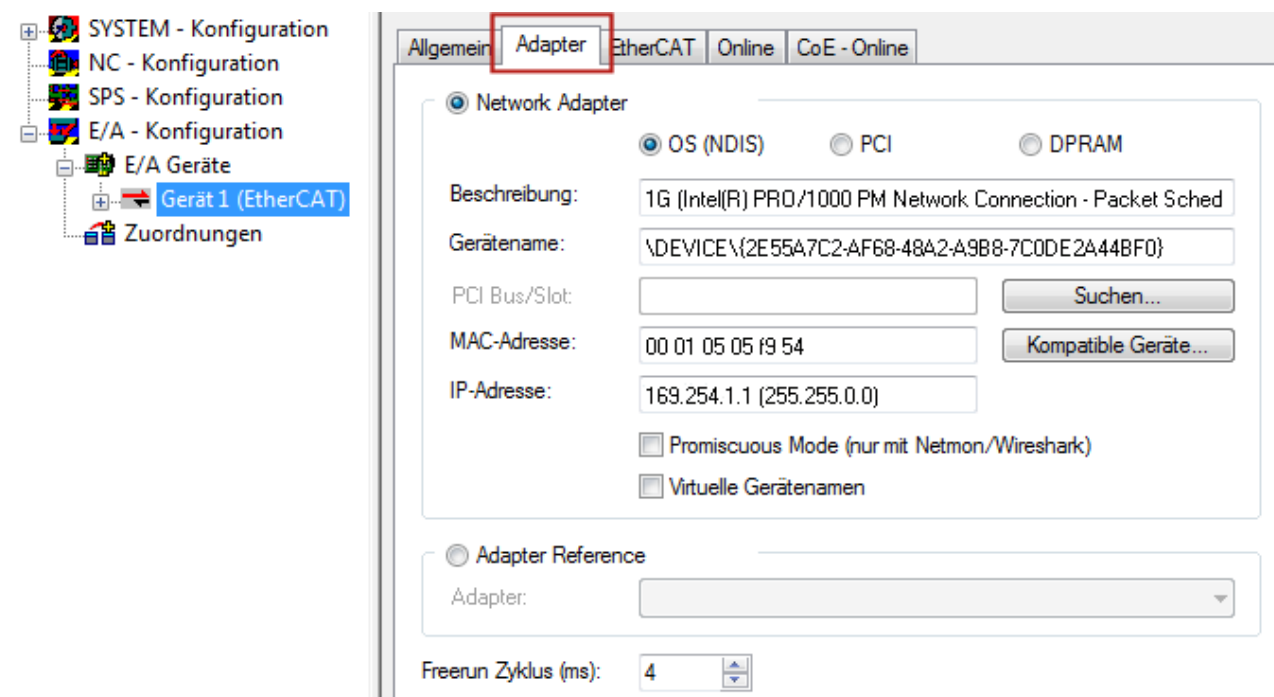 SYSTEM - Konfiguration
NC - Konfiguration
SPS - Konfiguration
E/A - Konfiguration
E/A Geräte
Gerät 1 (EtherCAT)
Zuordnungen
Allgemein Adapter EtherCAT Online CoE - Online
Network Adapter
OS (NDIS) PCI DPRAM
Beschreibung: 1G (Intel(R) PRO/1000 PM Network Connection - Packet Sched
Gerätename: \DEVICE\{2E55A7C2-AF68-48A2-A9B8-7C0DE2A44BF0}
PCI Bus/Slot: Suchen...
MAC-Adresse: 00 01 05 05 f9 54 Kompatible Geräte...
IP-Adresse: 169.254.1.1 (255.255.0.0)
Promiscuous Mode (nur mit Netmon/Wireshark)
Virtuelle Gerätenamen
Adapter Reference
Adapter:
Freerun Zyklus (ms): 4